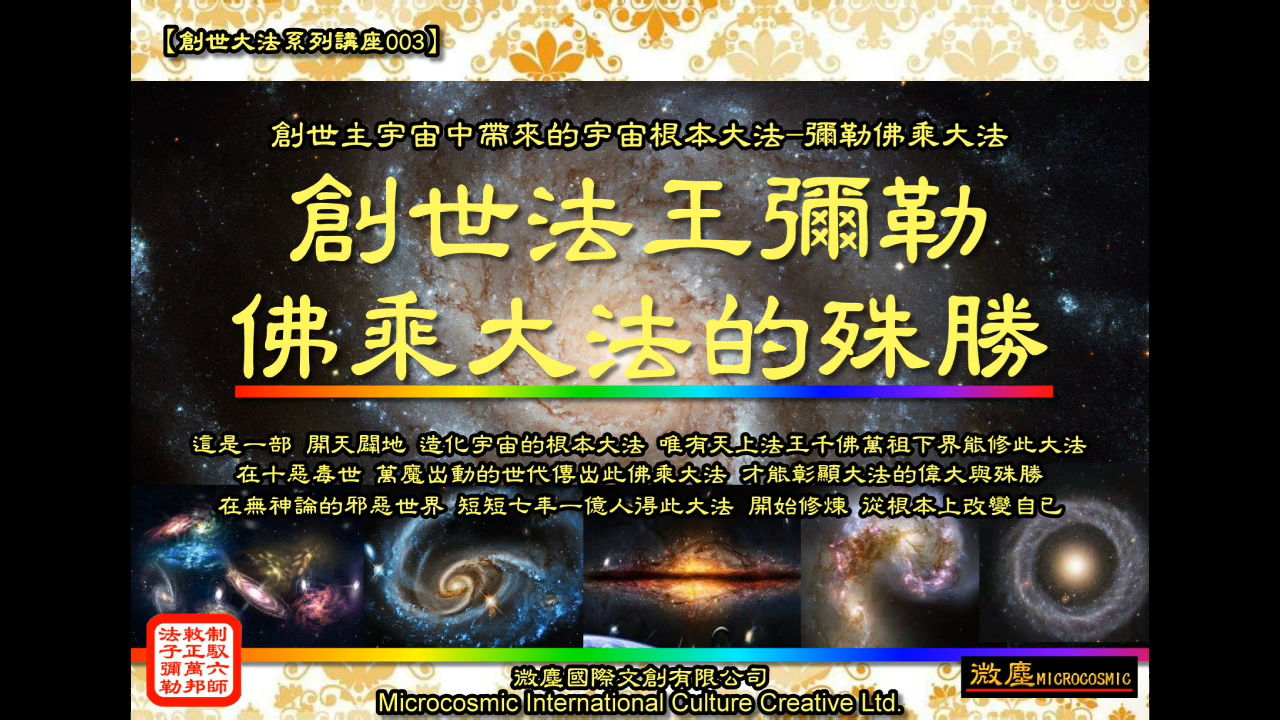 【創世大法系列講座003】
創世主宇宙中帶來的宇宙根本大法–彌勒佛乘大法
創世法王彌勒
佛乘大法的殊勝
這是一部 開天闢地 造化宇宙的根本大法 唯有天上法王千佛萬祖下界能修此大法
在十惡毒世 萬魔出動的世代傳出此佛乘大法 才能彰顯大法的偉大與殊勝
在無神論的邪惡世界 短短七年一億人得此大法 開始修煉 從根本上改變自己
制馭六師
敕正萬邦
法子彌勒
微塵國際文創有限公司
Microcosmic International Culture Creative Ltd.
微塵MICROCOSMIC